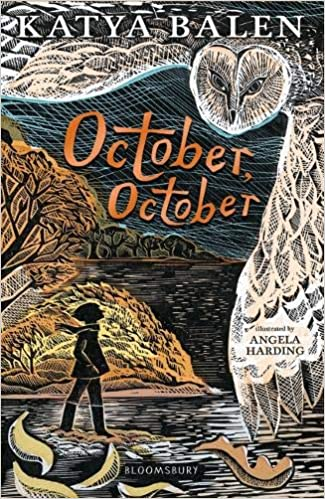 KATYA BALEN
October,
October
illustrated by
ANGELA
HARDING
BLOOMSBURY